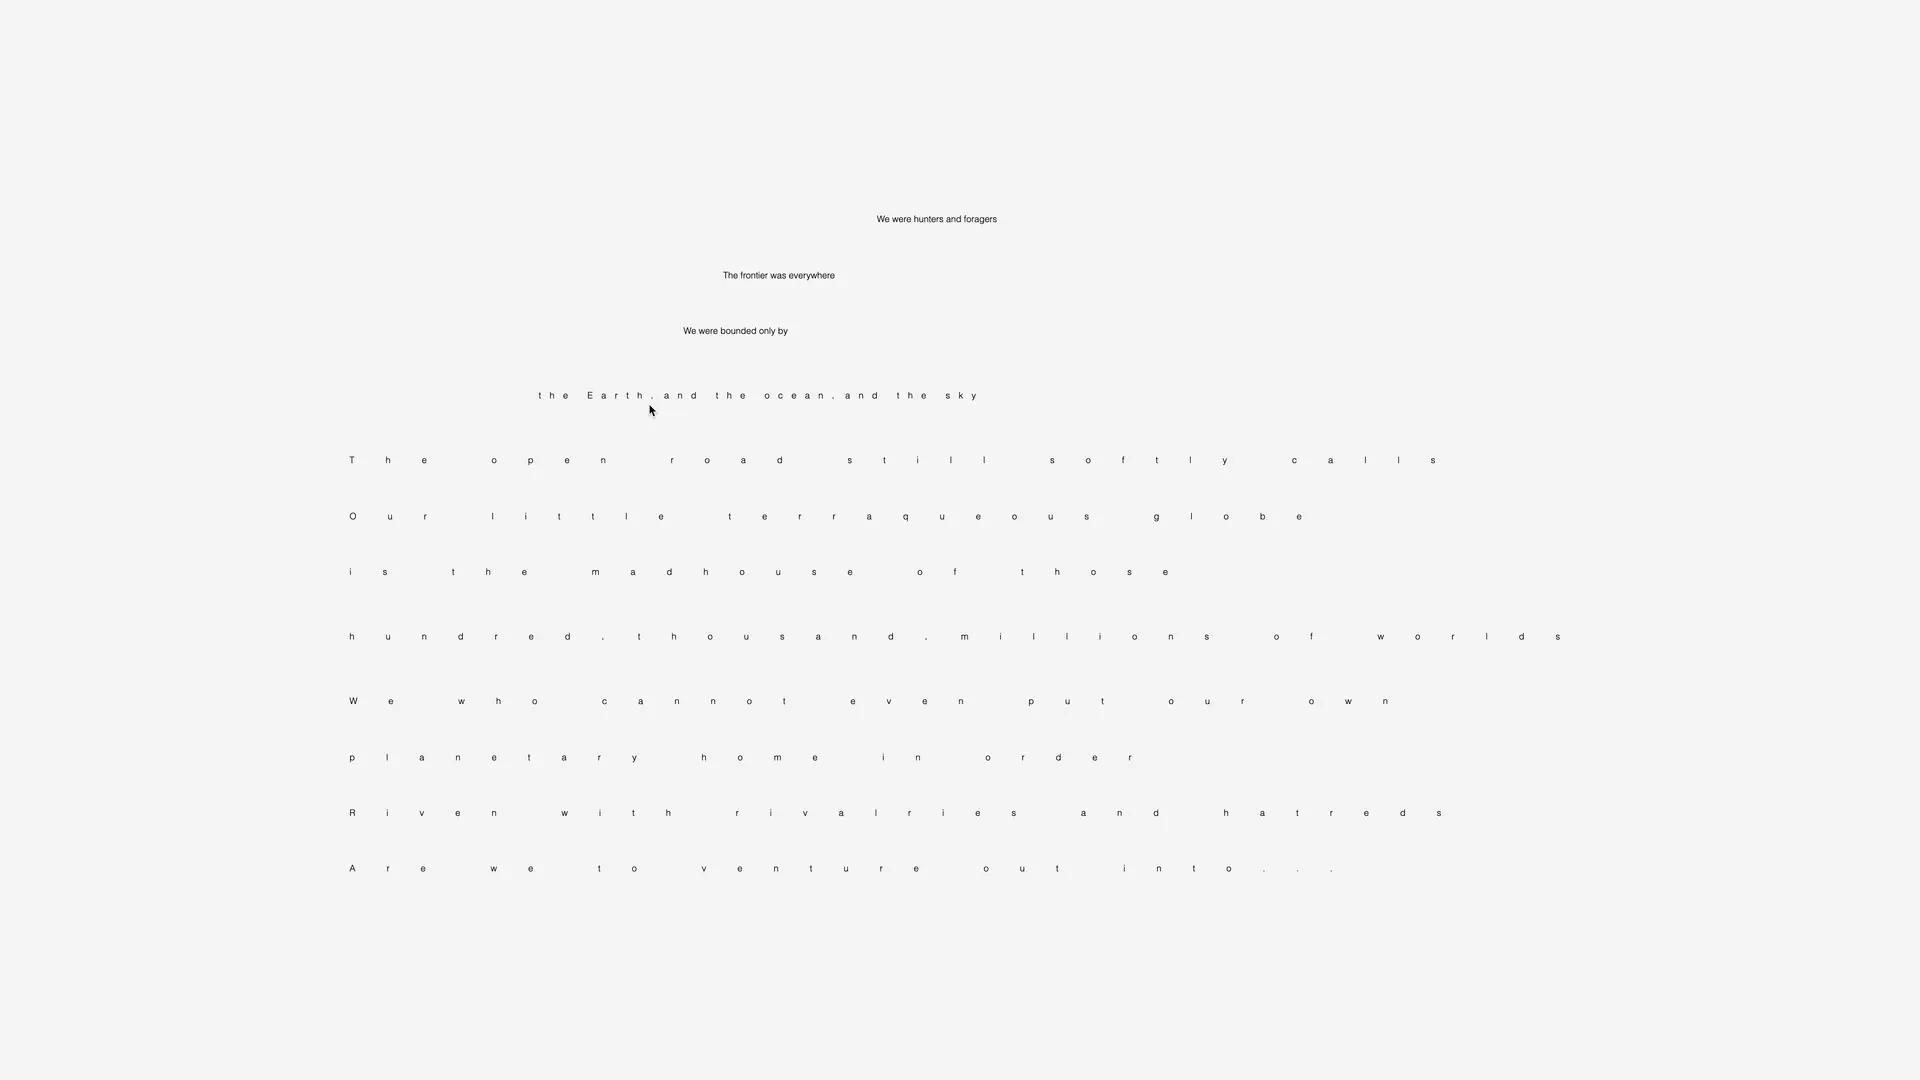 We were hunters and foragers
The frontier was everywhere
We were bounded only by
the Earth,and the ocean,and the sky
The open road still softly calls
Our little terraqueous globe
is the madhouse of those
hundred,thousand,millions of worlds
We who cannot even put our own
planetary home in order
Riven with rivalries and hatreds
Are we to venture out into...